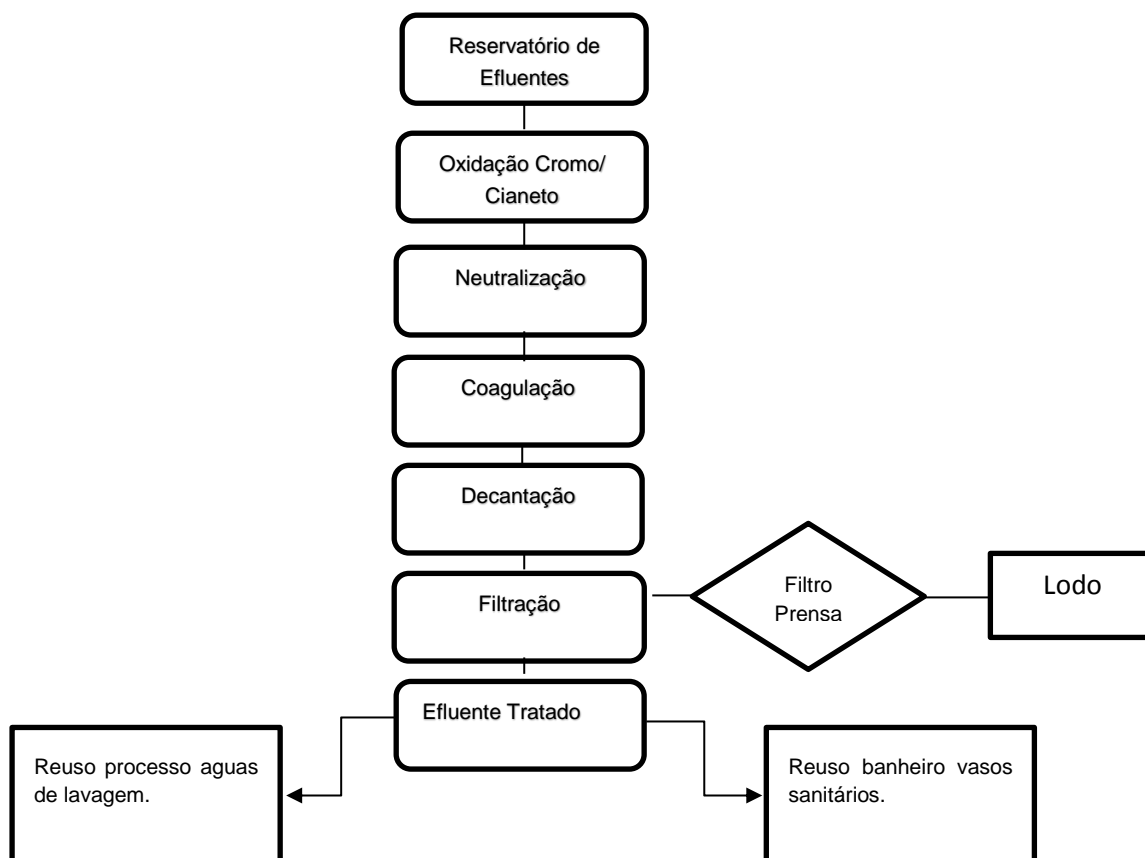 Reservatório de
Efluentes
Oxidação Cromo/
Cianeto
Neutralização
Coagulação
Decantação
Filtração
Filtro
Prensa
Lodo
Efluente Tratado
Reuso processo aguas
de lavagem.
Reuso banheiro vasos
sanitários.